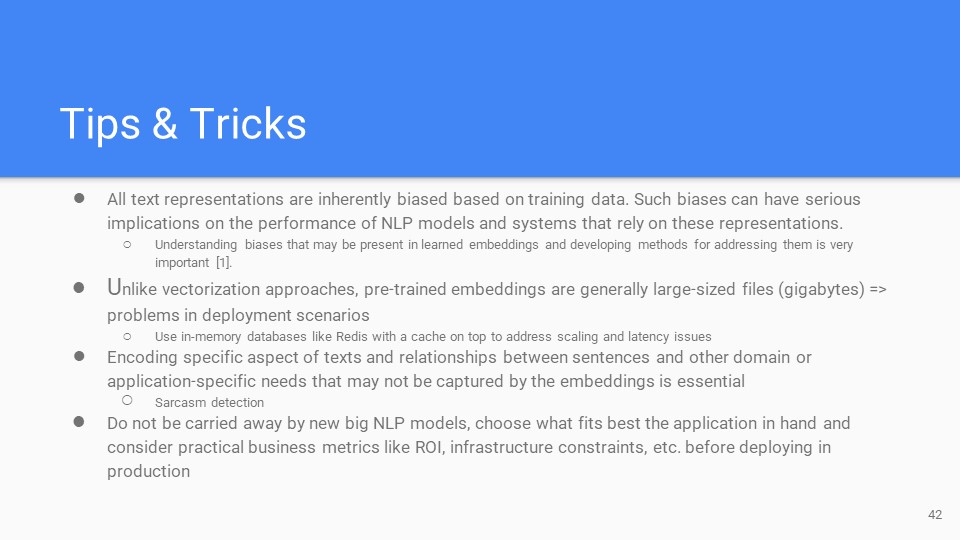 Tips & Tricks
● All text representations are inherently biased based on training data. Such biases can have serious
implications on the performance of NLP models and systems that rely on these representations.
○ Understanding biases that may be present in learned embeddings and developing methods for addressing them is very
important [1].
● Unlike vectorization approaches, pre-trained embeddings are generally large-sized files (gigabytes) =>
problems in deployment scenarios
○ Use in-memory databases like Redis with a cache on top to address scaling and latency issues
● Encoding specific aspect of texts and relationships between sentences and other domain or
application-specific needs that may not be captured by the embeddings is essential
○ Sarcasm detection
● Do not be carried away by new big NLP models, choose what fits best the application in hand and
consider practical business metrics like ROI, infrastructure constraints, etc. before deploying in
production
42